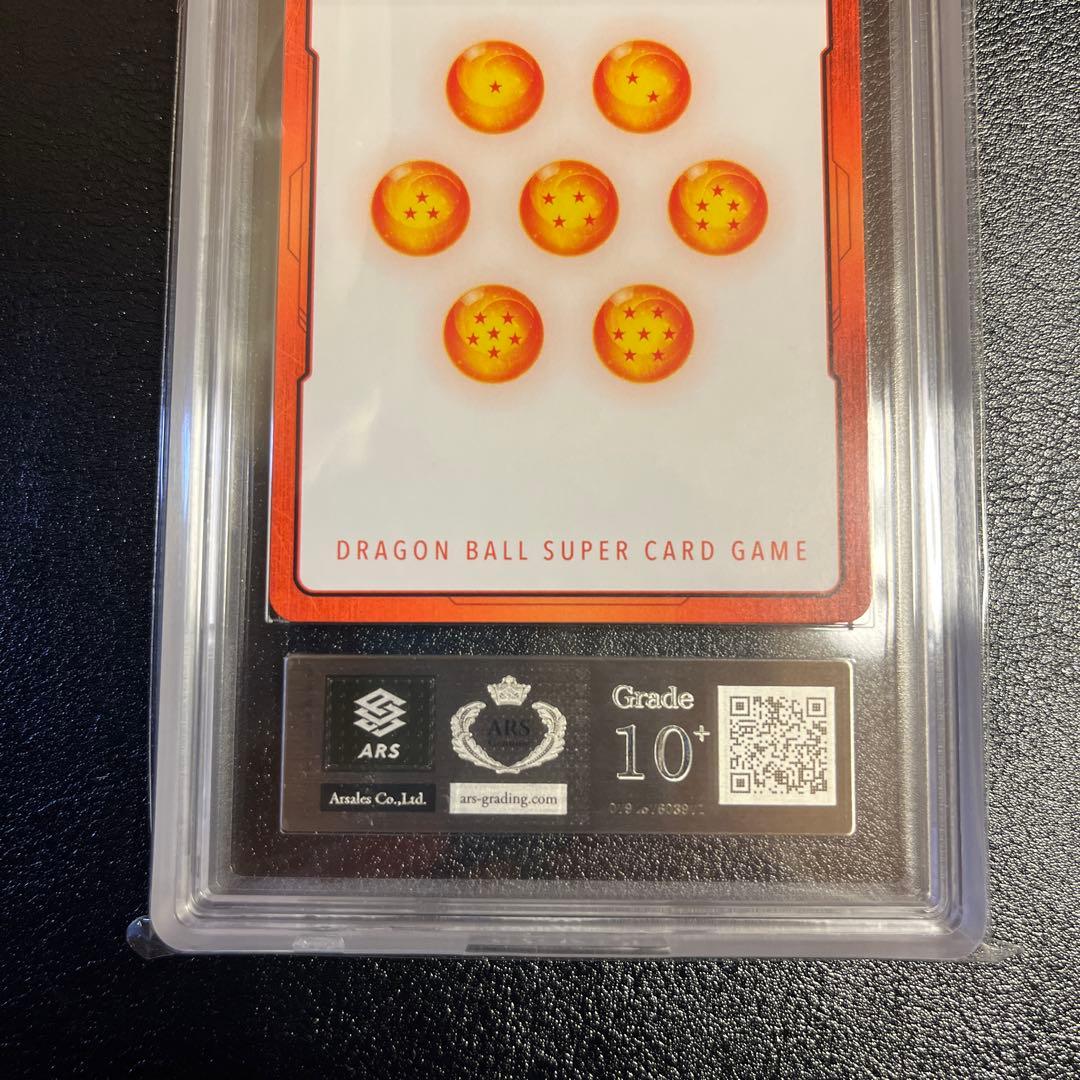 DRAGON BALL SUPER CARD GAME
ARS
Arsales Co.,Ltd.
ARS
ars-grading.com
Grade
10+